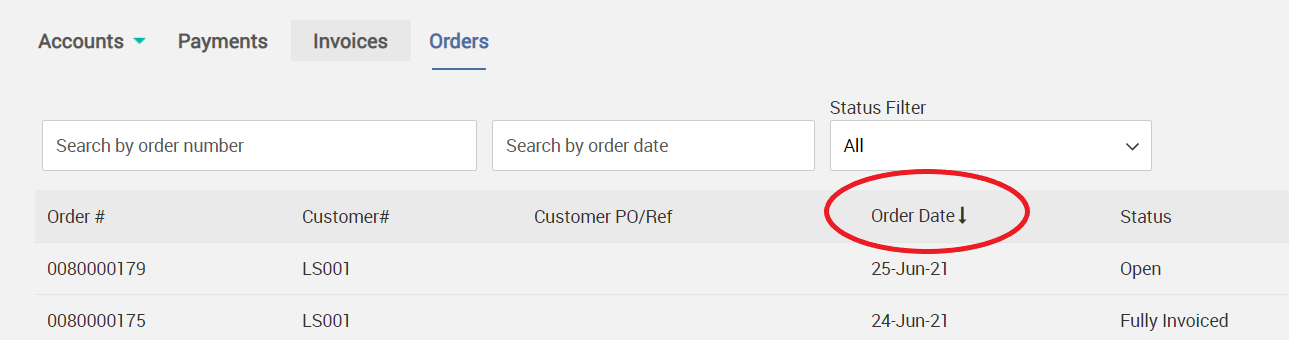 Accounts Payments Invoices Orders
Status Filter
Search by order number Search by order date All
Order # Customer# Customer PO/Ref Order Date Status
0080000179 LS001 25-Jun-21 Open
0080000175 LS001 24-Jun-21 Fully Invoiced